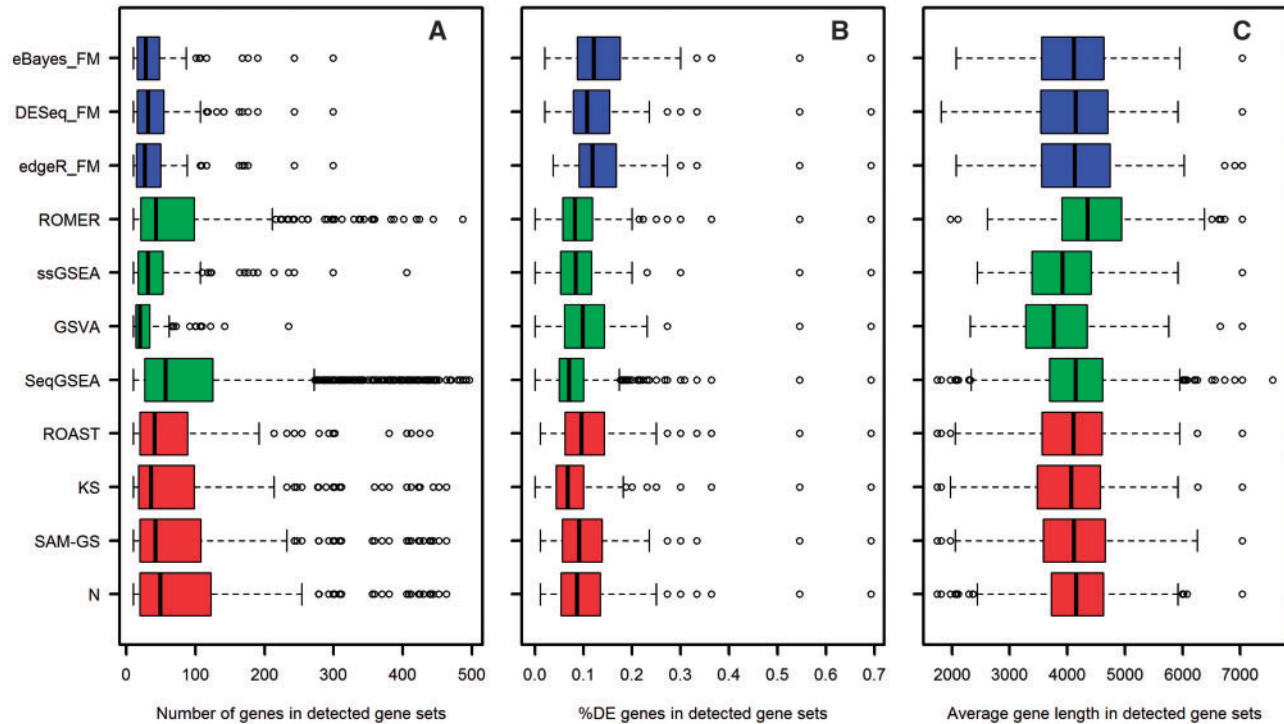 A B C
eBayes_FM
DESeq_FM
edgeR_FM
ROMER
ssGSEA
GSVA
SeqGSEA
ROAST
KS
SAM-GS
N
0 100 200 300 400 500
0.0 0.1 0.2 0.3 0.4 0.5 0.6 0.7
2000 3000 4000 5000 6000 7000
Number of genes in detected gene sets
%DE genes in detected gene sets
Average gene length in detected gene sets